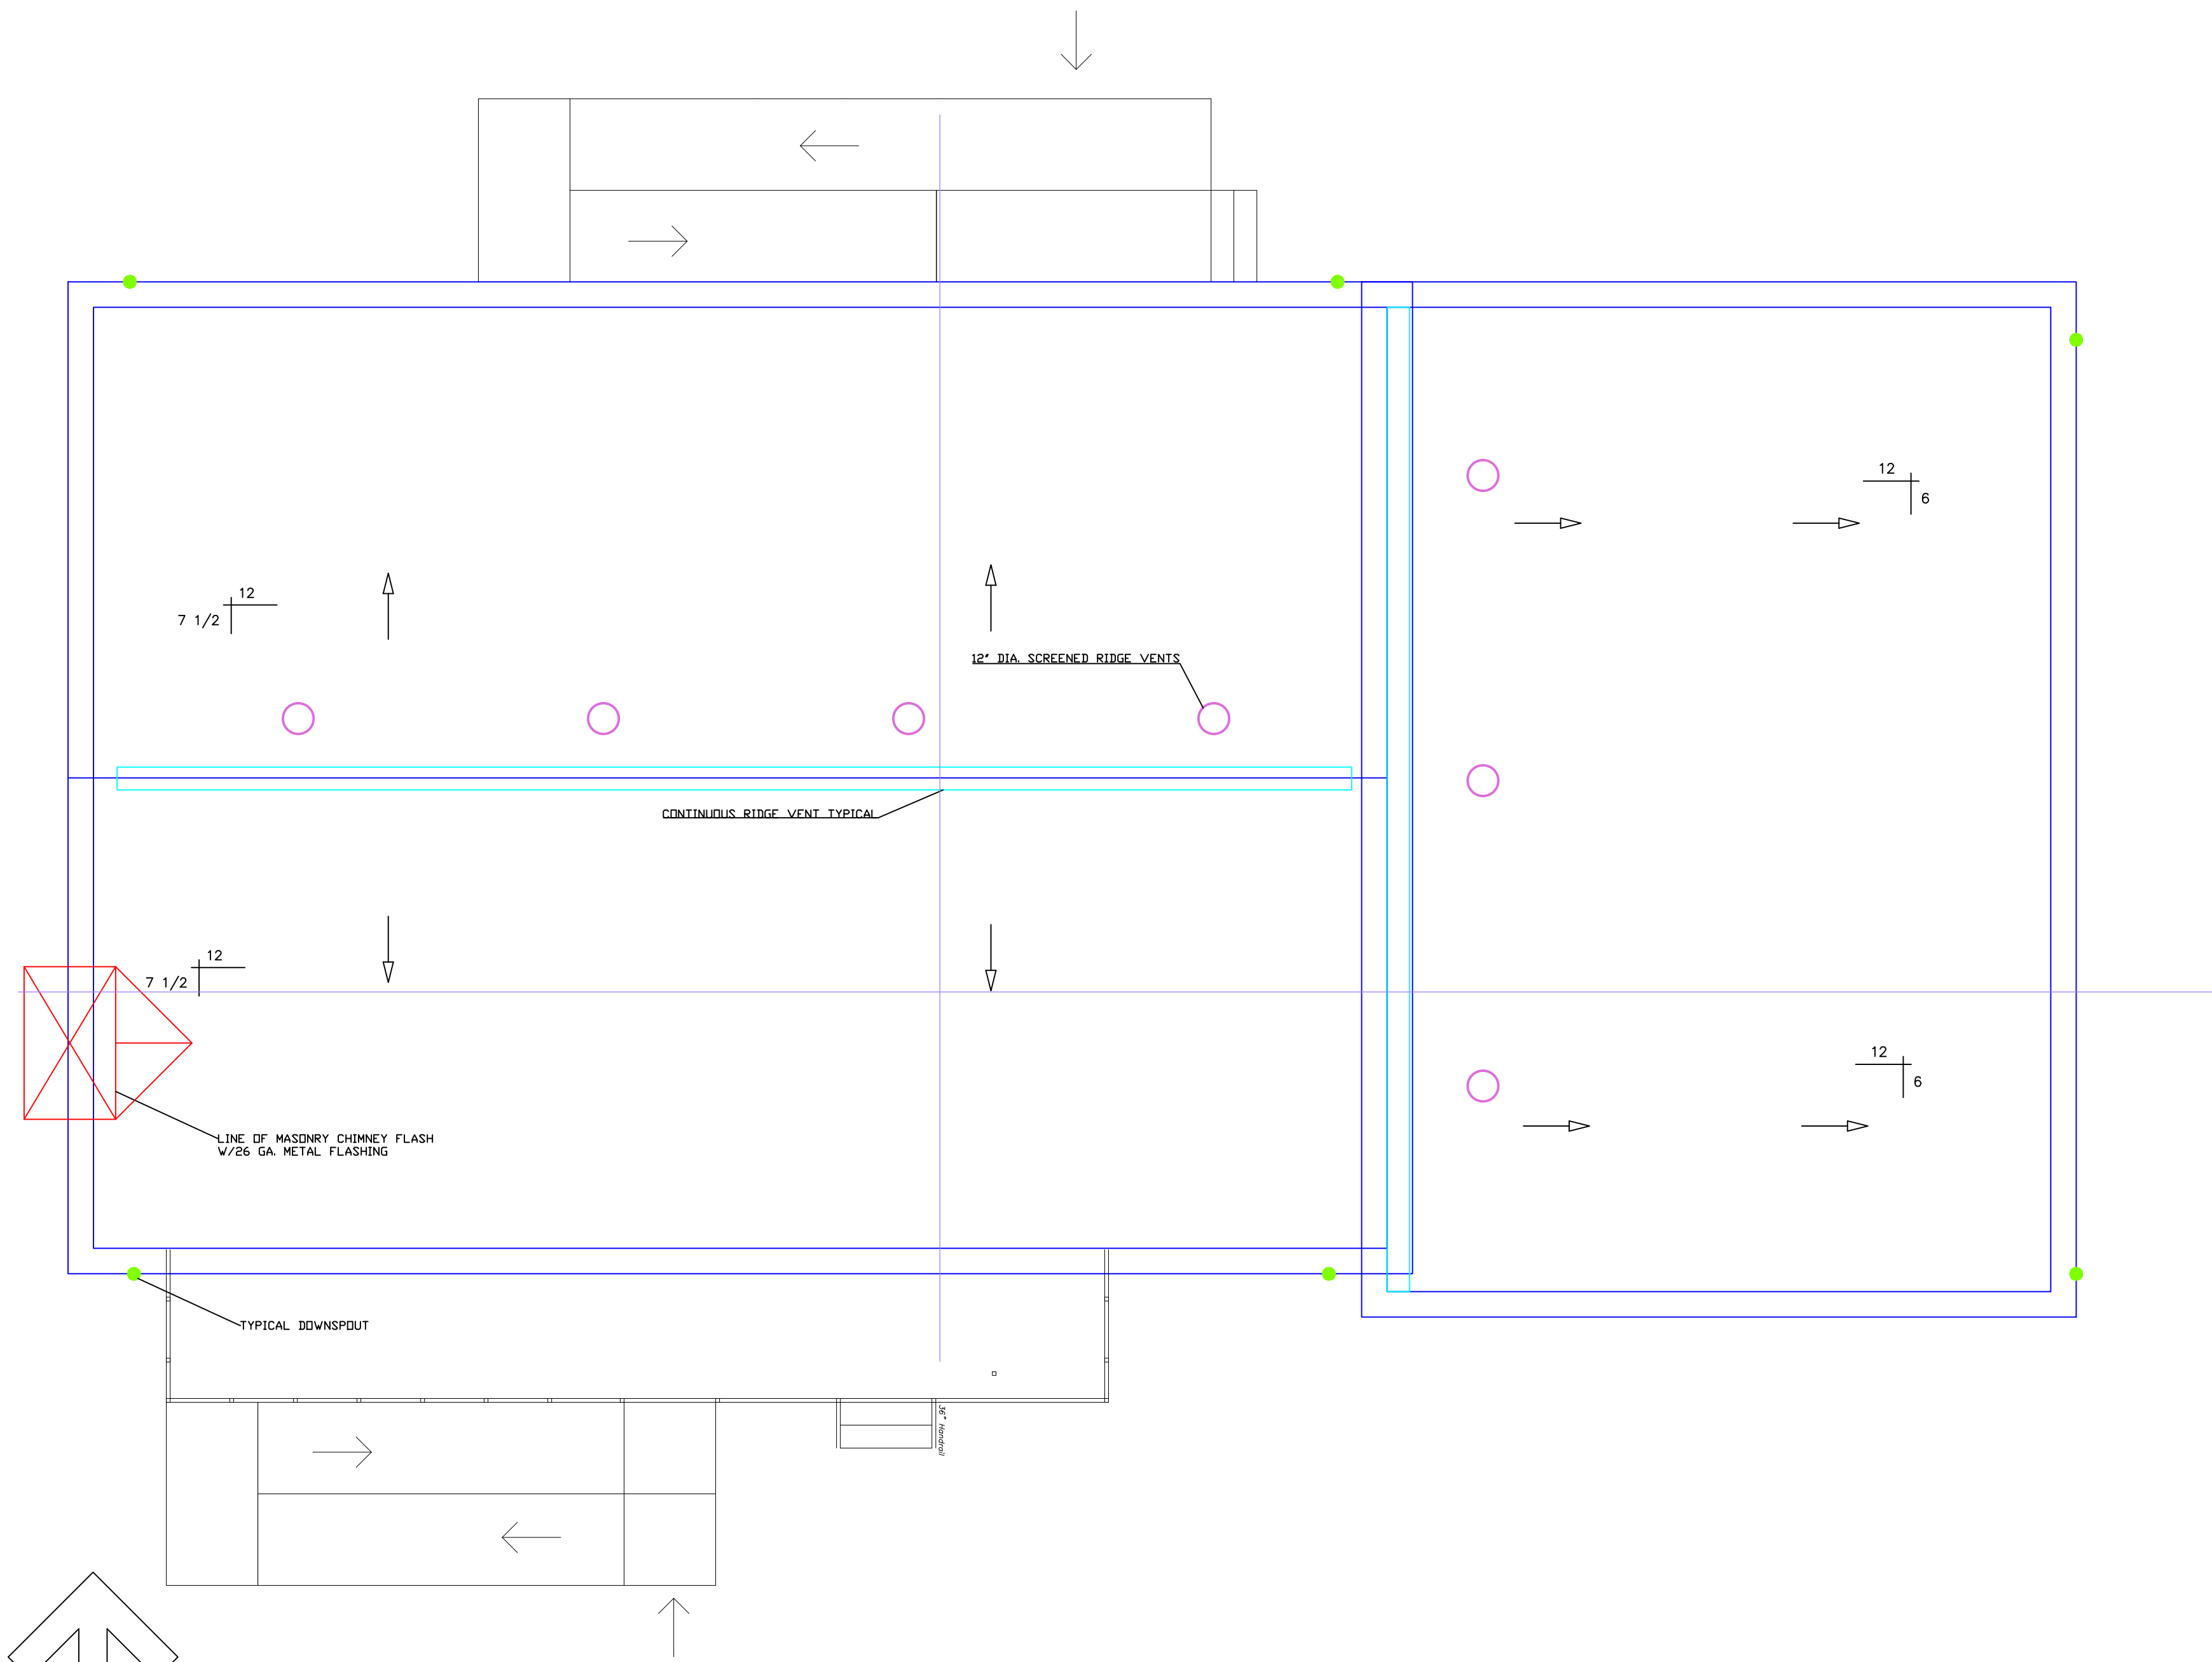 12
6
12
7 1/2
12" DIA. SCREENED RIDGE VENTS
CONTINUOUS RIDGE VENT TYPICAL
12
7 1/2
12
6
LINE OF MASONRY CHIMNEY FLASH
W/26 GA. METAL FLASHING
TYPICAL DOWNSPOUT
36" Handrail